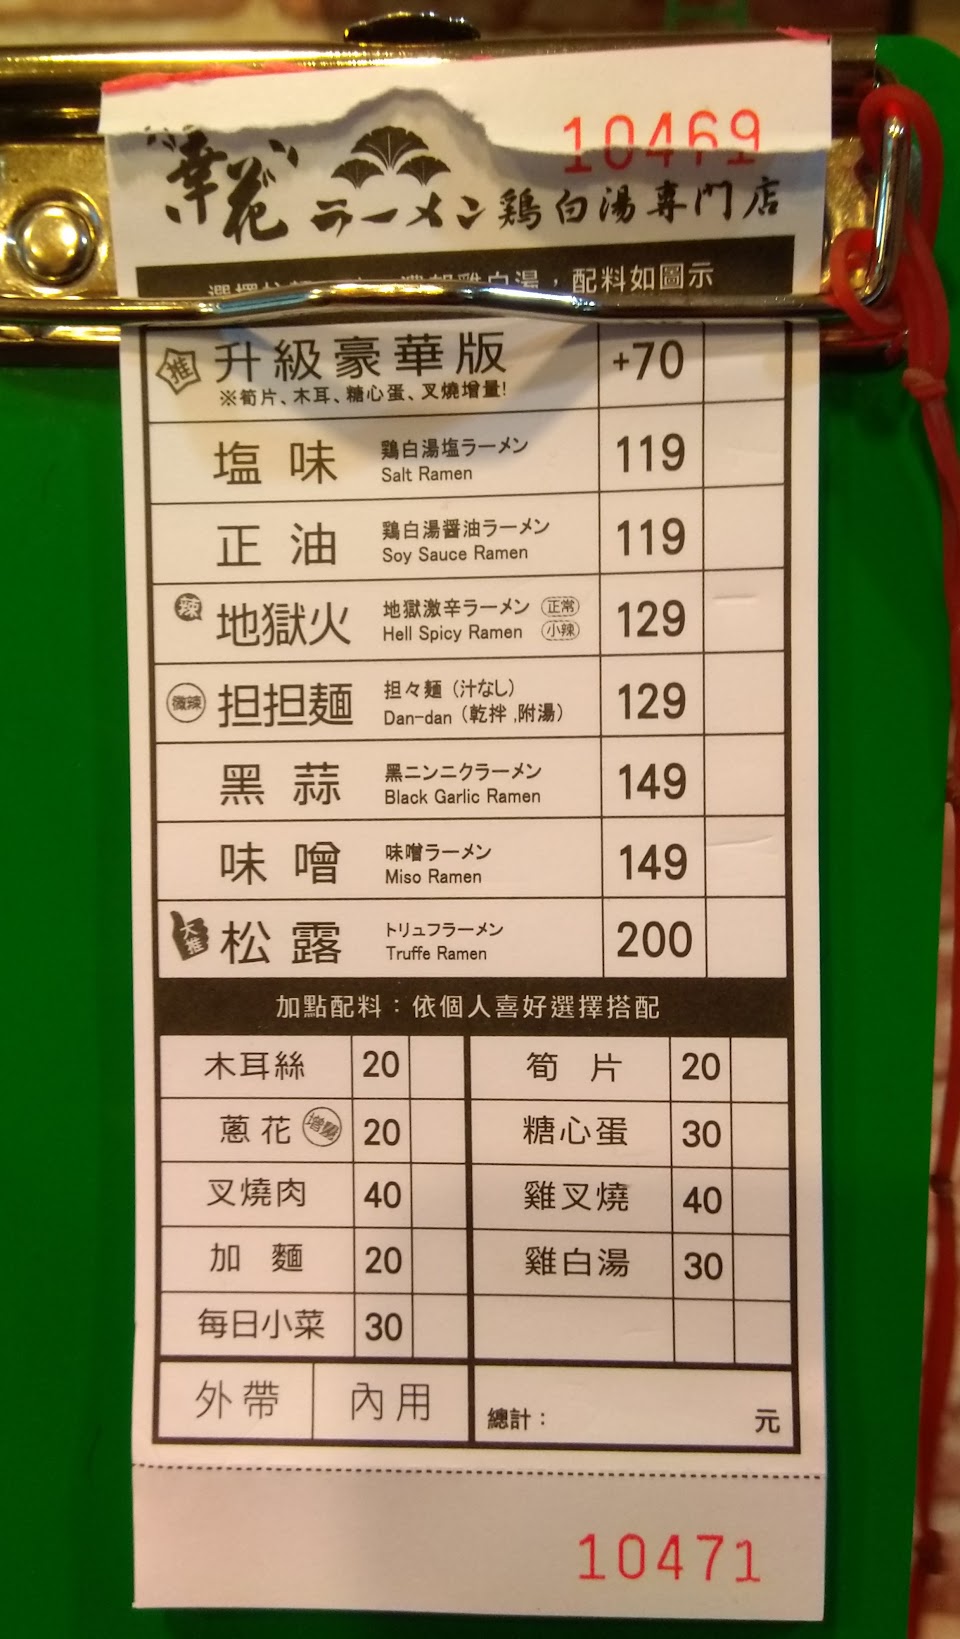 10469
幸花 ラーメン 鶏白湯専門店
配料如圖示
推 升級豪華版 +70
※筍片、木耳、糖心蛋、叉燒增量!
塩味 鶏白湯塩ラーメン 119
Salt Ramen
正油 鶏白湯醤油ラーメン 119
Soy Sauce Ramen
辣 地獄火 地獄激辛ラーメン 正常 129
Hell Spicy Ramen 小辣
微辣 担担麺 担々麺 (汁なし) 129
Dan-dan (乾拌,附湯)
黑蒜 黒ニンニクラーメン 149
Black Garlic Ramen
味噌 味噌ラーメン 149
Miso Ramen
大推 松露 トリュフラーメン 200
Truffe Ramen
加點配料:依個人喜好選擇搭配
木耳絲 20 筍片 20
蔥花 20 糖心蛋 30
叉燒肉 40 雞叉燒 40
加麵 20 雞白湯 30
每日小菜 30
外帶 內用 總計: 元
10471